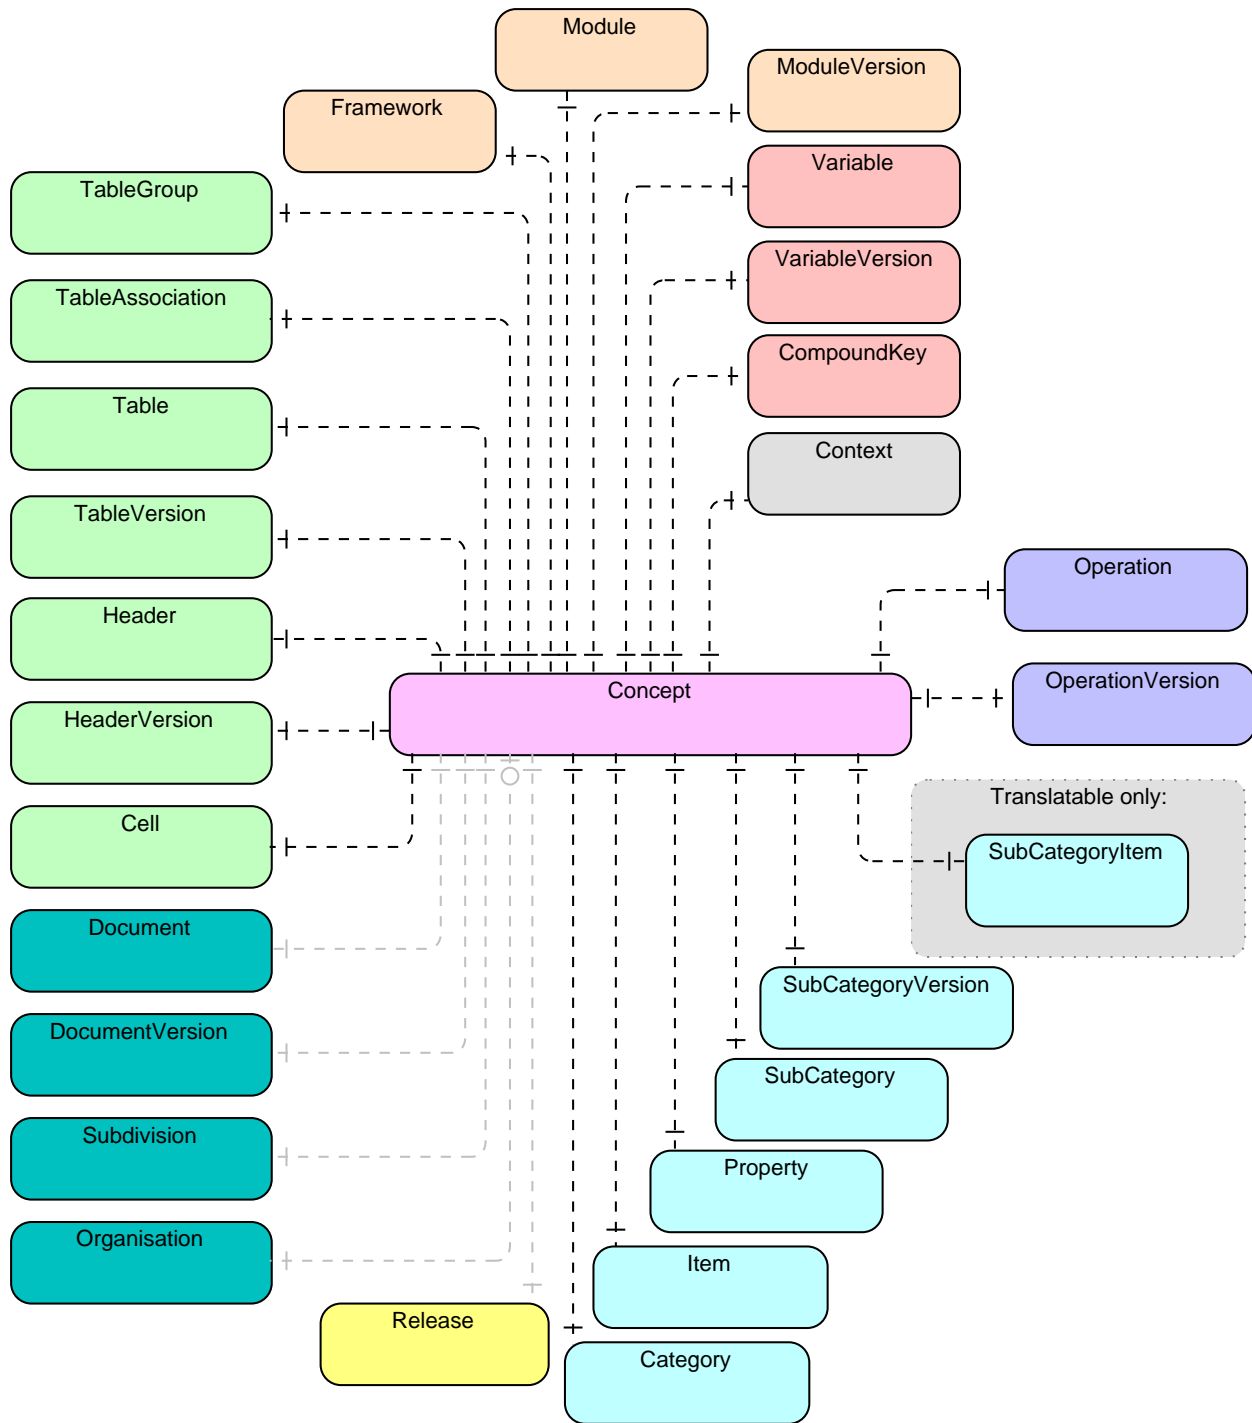 Module
ModuleVersion
Framework
Variable
TableGroup
VariableVersion
TableAssociation
CompoundKey
Table
Context
TableVersion
Operation
Header
Concept
OperationVersion
HeaderVersion
Translatable only:
Cell
SubCategoryItem
Document
SubCategoryVersion
DocumentVersion
SubCategory
Subdivision
Property
Organisation
Item
Release
Category